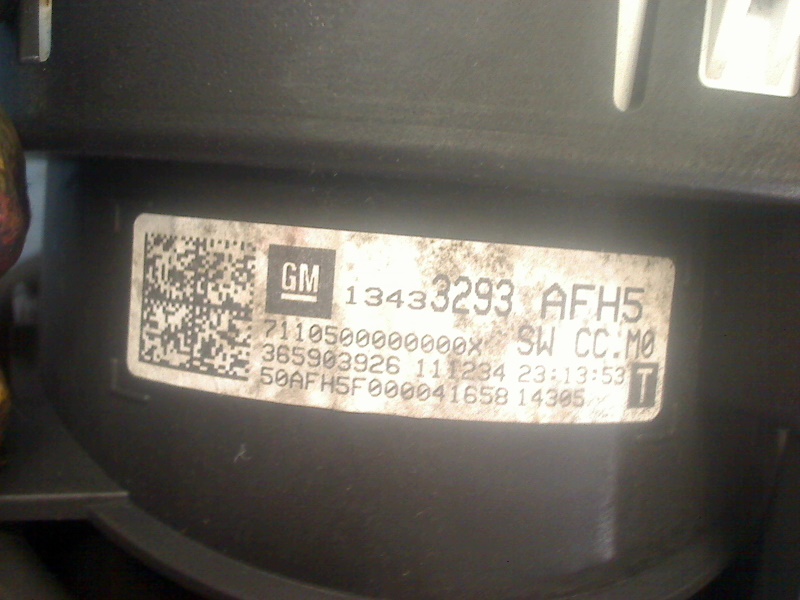 GM 13433293 AFH5
7110500000000X SW CC:M0
365903926 111234 23:13:53
50AFH5F000041658 14305 T